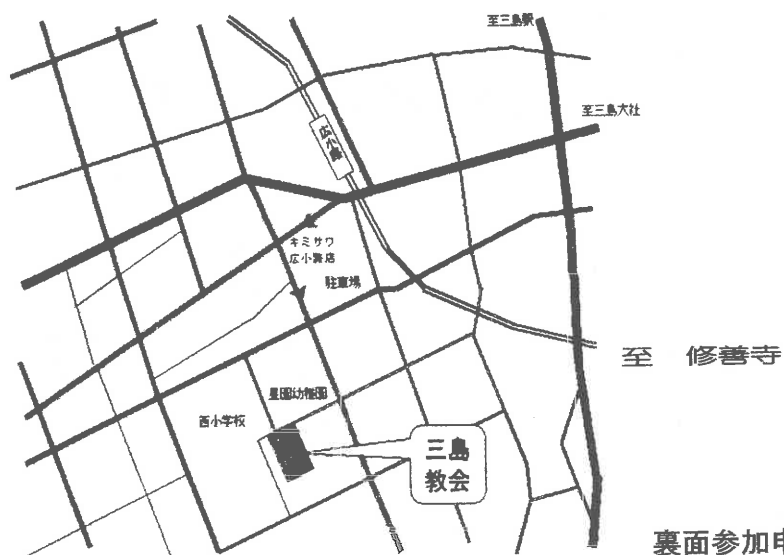 至三島駅
至三島大社
広小路
キミサワ
広小路店
駐車場
至 修善寺
西小学校
三島
教会
裏面参加申